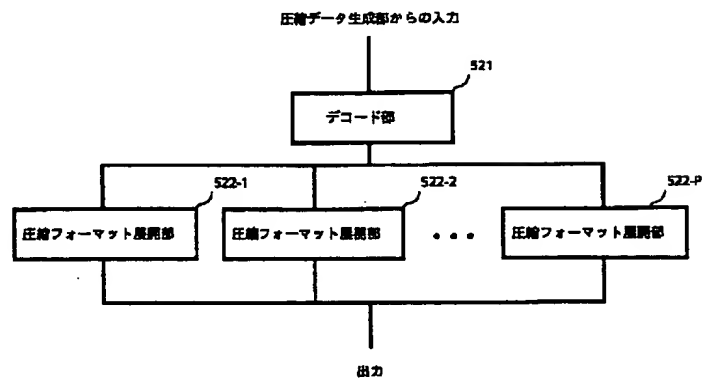 圧縮データ生成部からの入力
521
デコード部
522-1
522-2
522-P
圧縮フォーマット展開部
圧縮フォーマット展開部
• • •
圧縮フォーマット展開部
出力